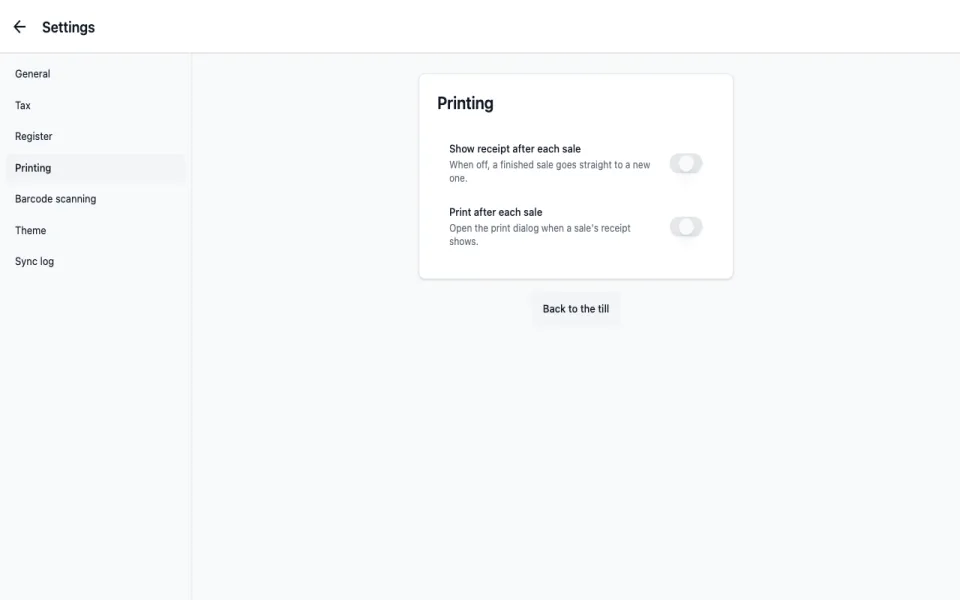 Settings
General
Tax
Register
Printing
Barcode scanning
Theme
Sync log
Printing
Show receipt after each sale
When off, a finished sale goes straight to a new
one.
Print after each sale
Open the print dialog when a sale's receipt
shows.
Back to the till